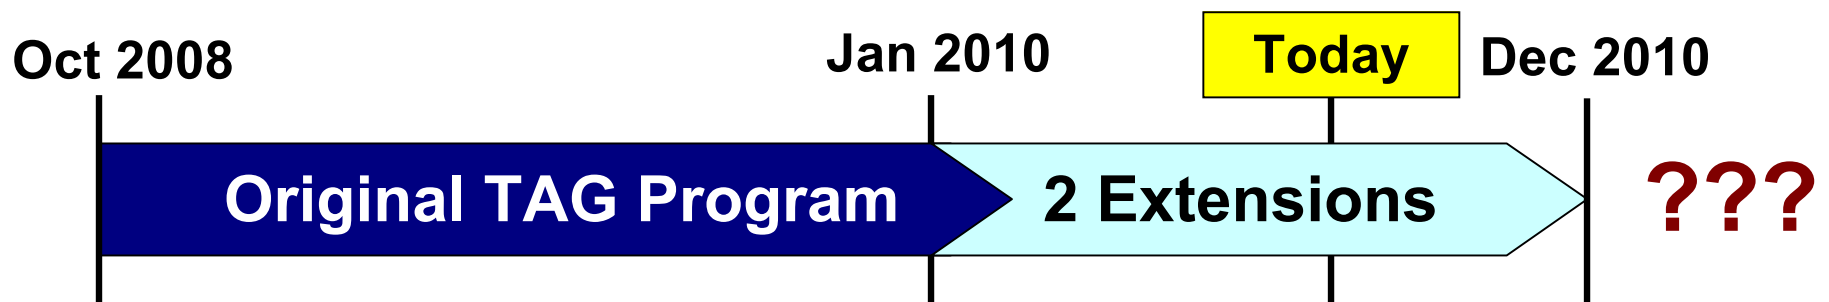 Oct 2008
Jan 2010
Today
Dec 2010
Original TAG Program
2 Extensions
???